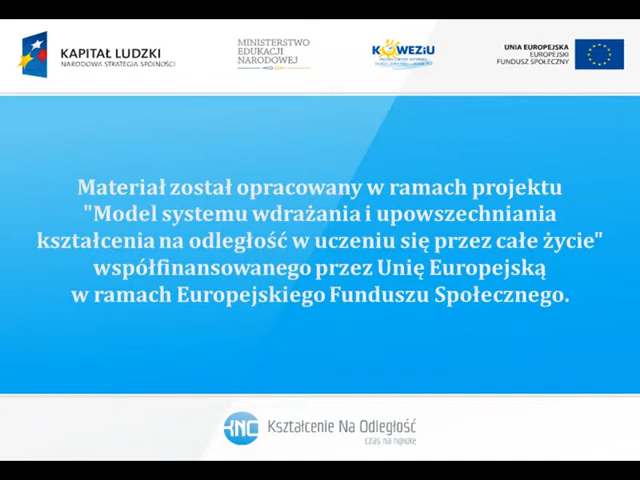 KAPITAŁ LUDZKI
NARODOWA STRATEGIA SPÓJNOŚCI
MINISTERSTWO
EDUKACJI
NARODOWEJ
KOWEZiU
UNIA EUROPEJSKA
EUROPEJSKI
FUNDUSZ SPOŁECZNY
Materiał został opracowany w ramach projektu
"Model systemu wdrażania i upowszechniania
kształcenia na odległość w uczeniu się przez całe życie"
współfinansowanego przez Unię Europejską
w ramach Europejskiego Funduszu Społecznego.
KNO Kształcenie Na Odległość
czas na naukę